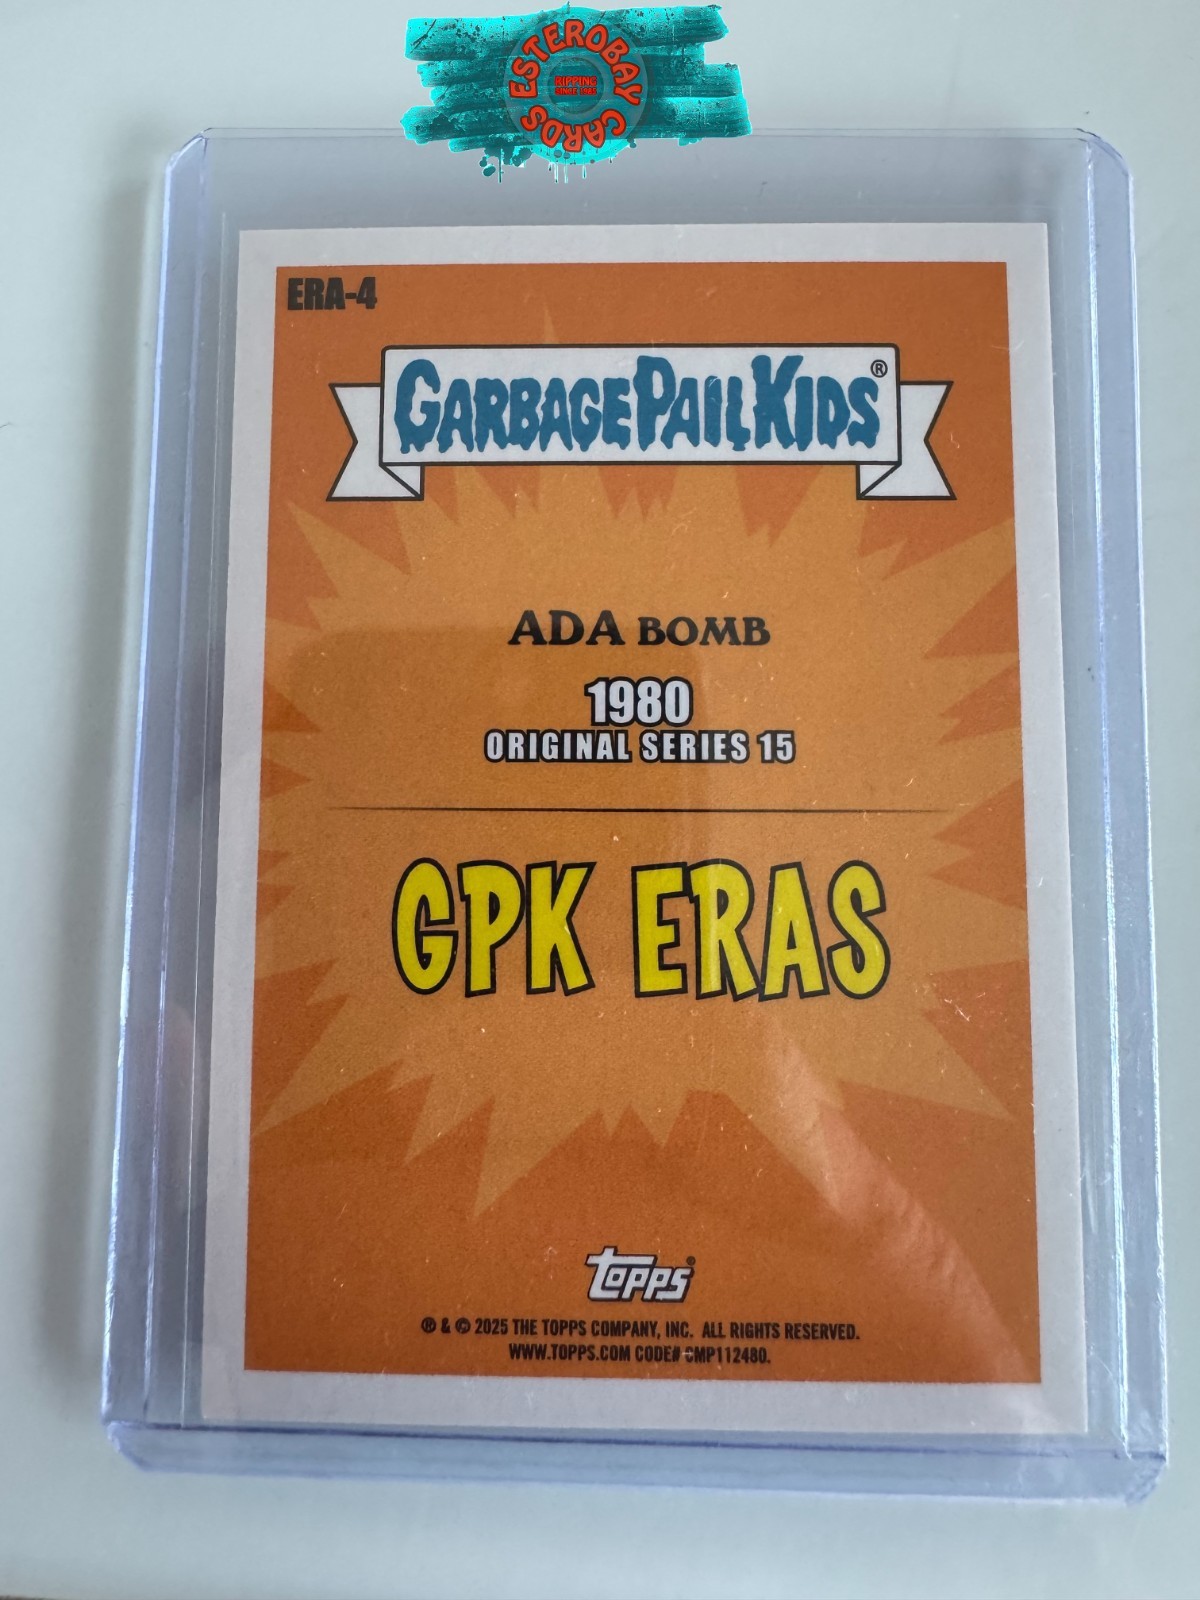 ESTEROBAY CARDS
RIPPING
SINCE 1985
ERA-4
GARBAGE PAIL KIDS®
ADA BOMB
1980
ORIGINAL SERIES 15
GPK ERAS
topps®
® & © 2025 THE TOPPS COMPANY, INC. ALL RIGHTS RESERVED.
WWW.TOPPS.COM CODE# CMP112480.